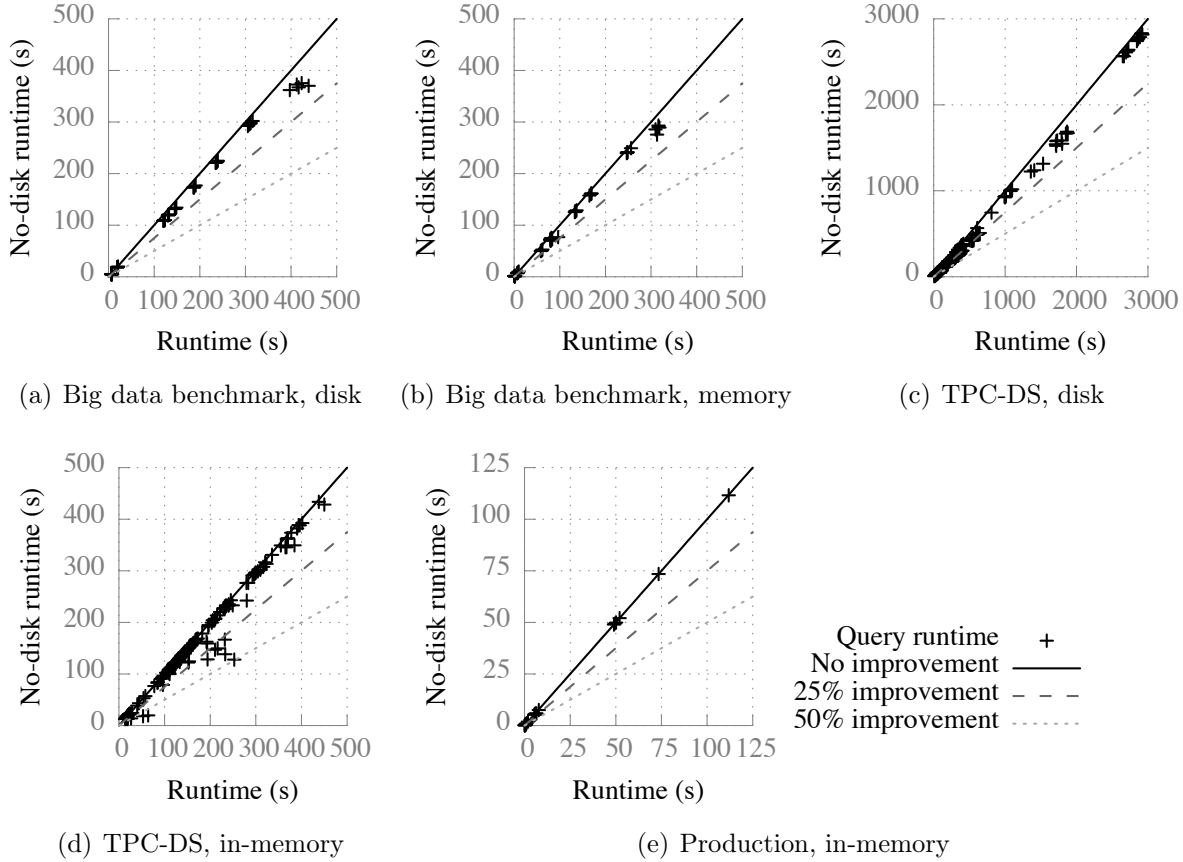 500
400
300
200
100
0
No-disk runtime (s)
0 100 200 300 400 500
Runtime (s)
(a) Big data benchmark, disk
500
400
300
200
100
0
No-disk runtime (s)
0 100 200 300 400 500
Runtime (s)
(b) Big data benchmark, memory
3000
2000
1000
0
No-disk runtime (s)
0 1000 2000 3000
Runtime (s)
(c) TPC-DS, disk
500
400
300
200
100
0
No-disk runtime (s)
0 100 200 300 400 500
Runtime (s)
(d) TPC-DS, in-memory
125
100
75
50
25
0
No-disk runtime (s)
0 25 50 75 100 125
Runtime (s)
(e) Production, in-memory
Query runtime
No improvement
25% improvement
50% improvement